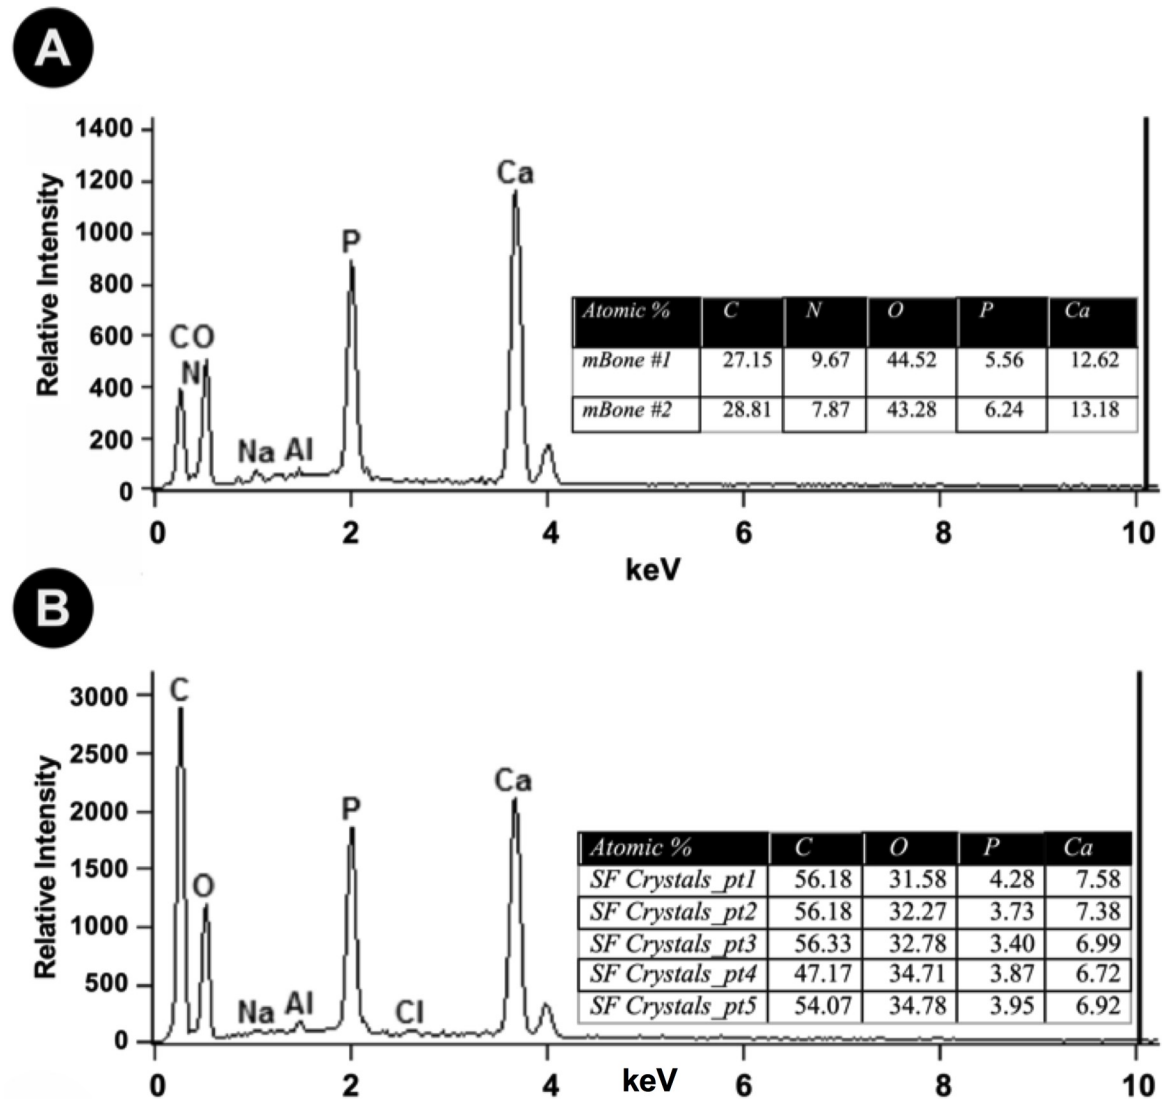 A
Relative Intensity
1400
1200
1000
800
600
400
200
0
Ca
P
C O
N
Na Al
Atomic % C N O P Ca
mBone #1 27.15 9.67 44.52 5.56 12.62
mBone #2 28.81 7.87 43.28 6.24 13.18
0 2 4 6 8 10
keV
B
Relative Intensity
3000
2500
2000
1500
1000
500
0
C
Ca
P
O
Na Al Cl
Atomic % C O P Ca
SF Crystals_pt1 56.18 31.58 4.28 7.58
SF Crystals_pt2 56.18 32.27 3.73 7.38
SF Crystals_pt3 56.33 32.78 3.40 6.99
SF Crystals_pt4 47.17 34.71 3.87 6.72
SF Crystals_pt5 54.07 34.78 3.95 6.92
0 2 4 6 8 10
keV